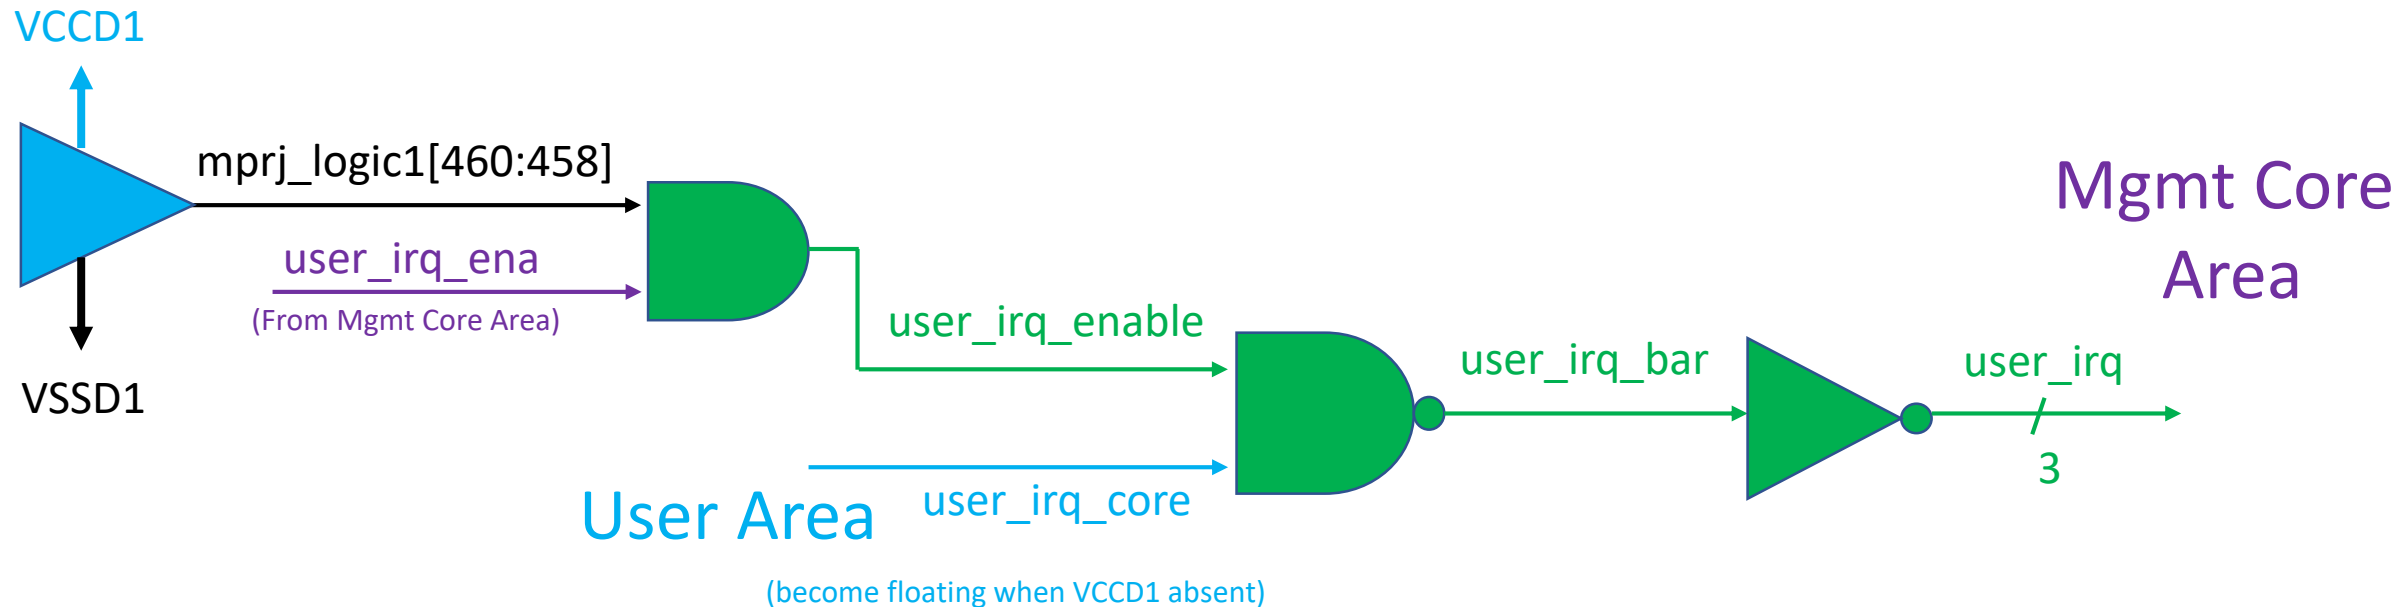 VCCD1
mprj_logic1[460:458]
user_irq_ena
(From Mgmt Core Area)
VSSD1
user_irq_enable
user_irq_bar
user_irq
3
Mgmt Core
Area
User Area
user_irq_core
(become floating when VCCD1 absent)